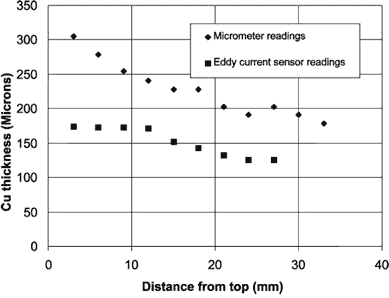 350
300
250
200
150
100
50
0
Cu thickness (Microns)
Micrometer readings
Eddy current sensor readings
0 10 20 30 40
Distance from top (mm)